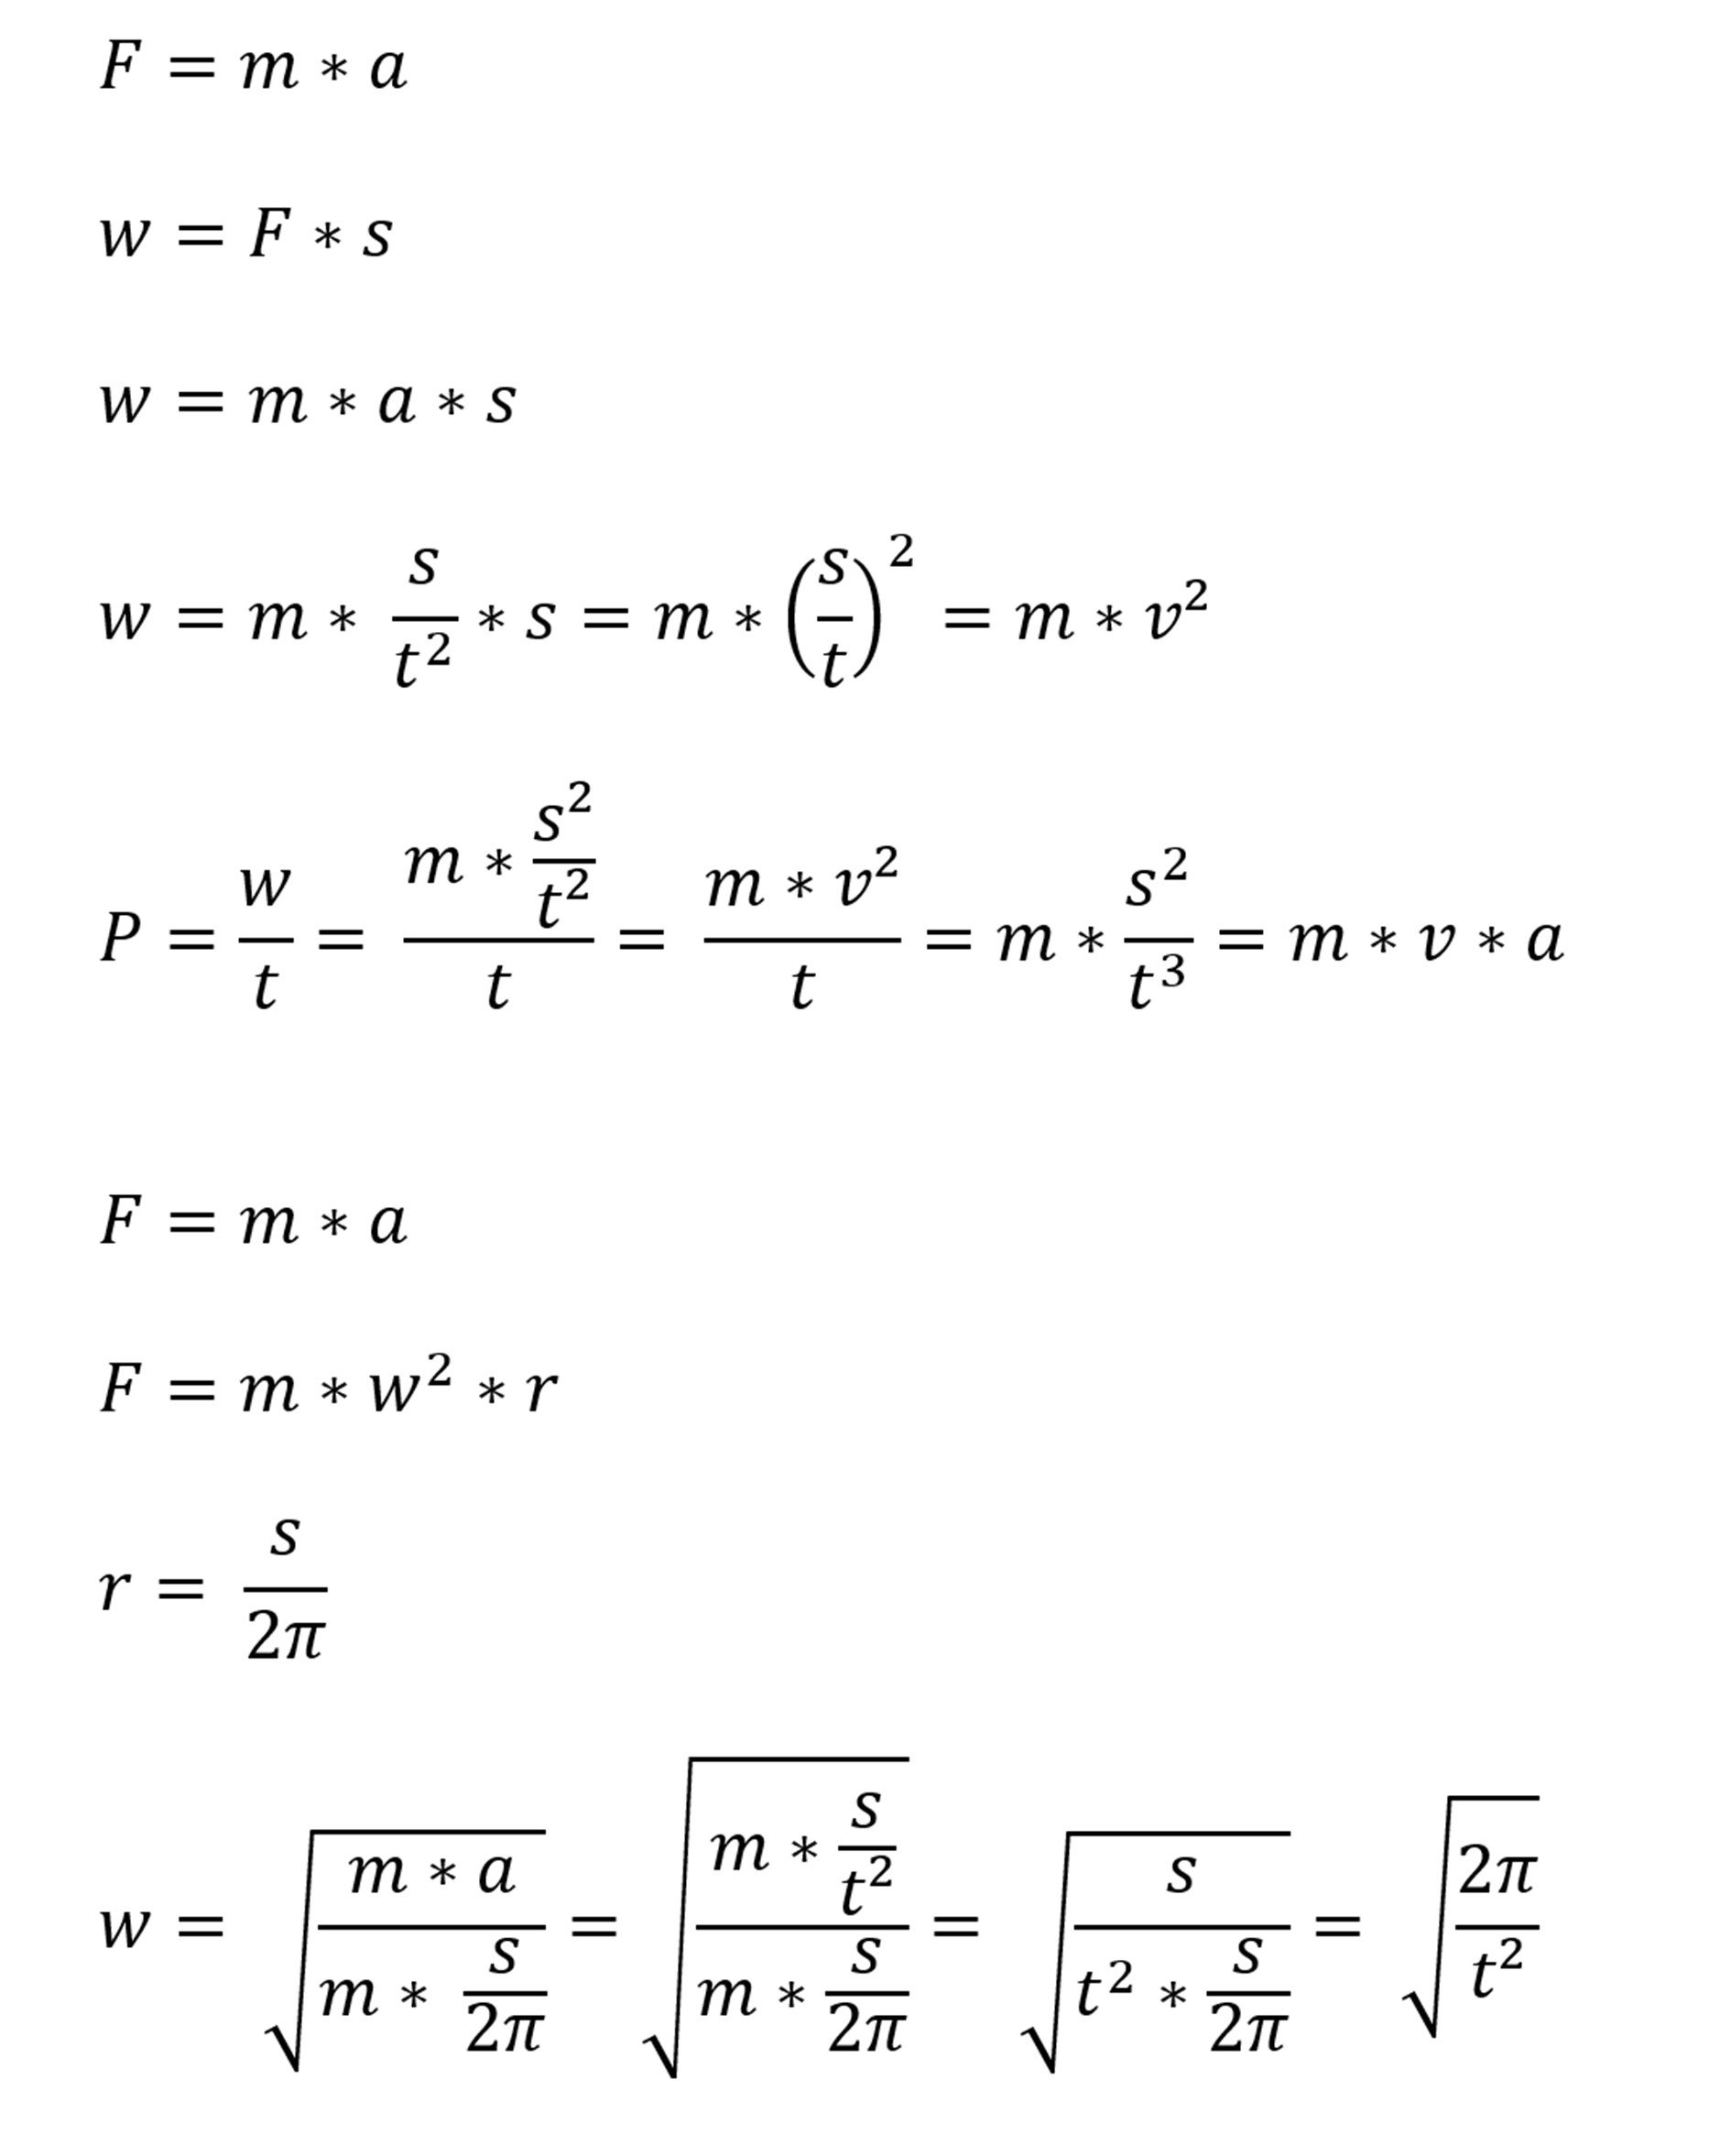 F = m * a
w = F * s
w = m * a * s
w = m * s/t² * s = m * (s/t)² = m * v²
P = w/t = (m * s²/t²)/t = (m * v²)/t = m * s²/t³ = m * v * a
F = m * a
F = m * w² * r
r = s/2π
w = √((m * a)/(m * s/2π)) = √((m * s/t²)/(m * s/2π)) = √(s/(t² * s/2π)) = √(2π/t²)